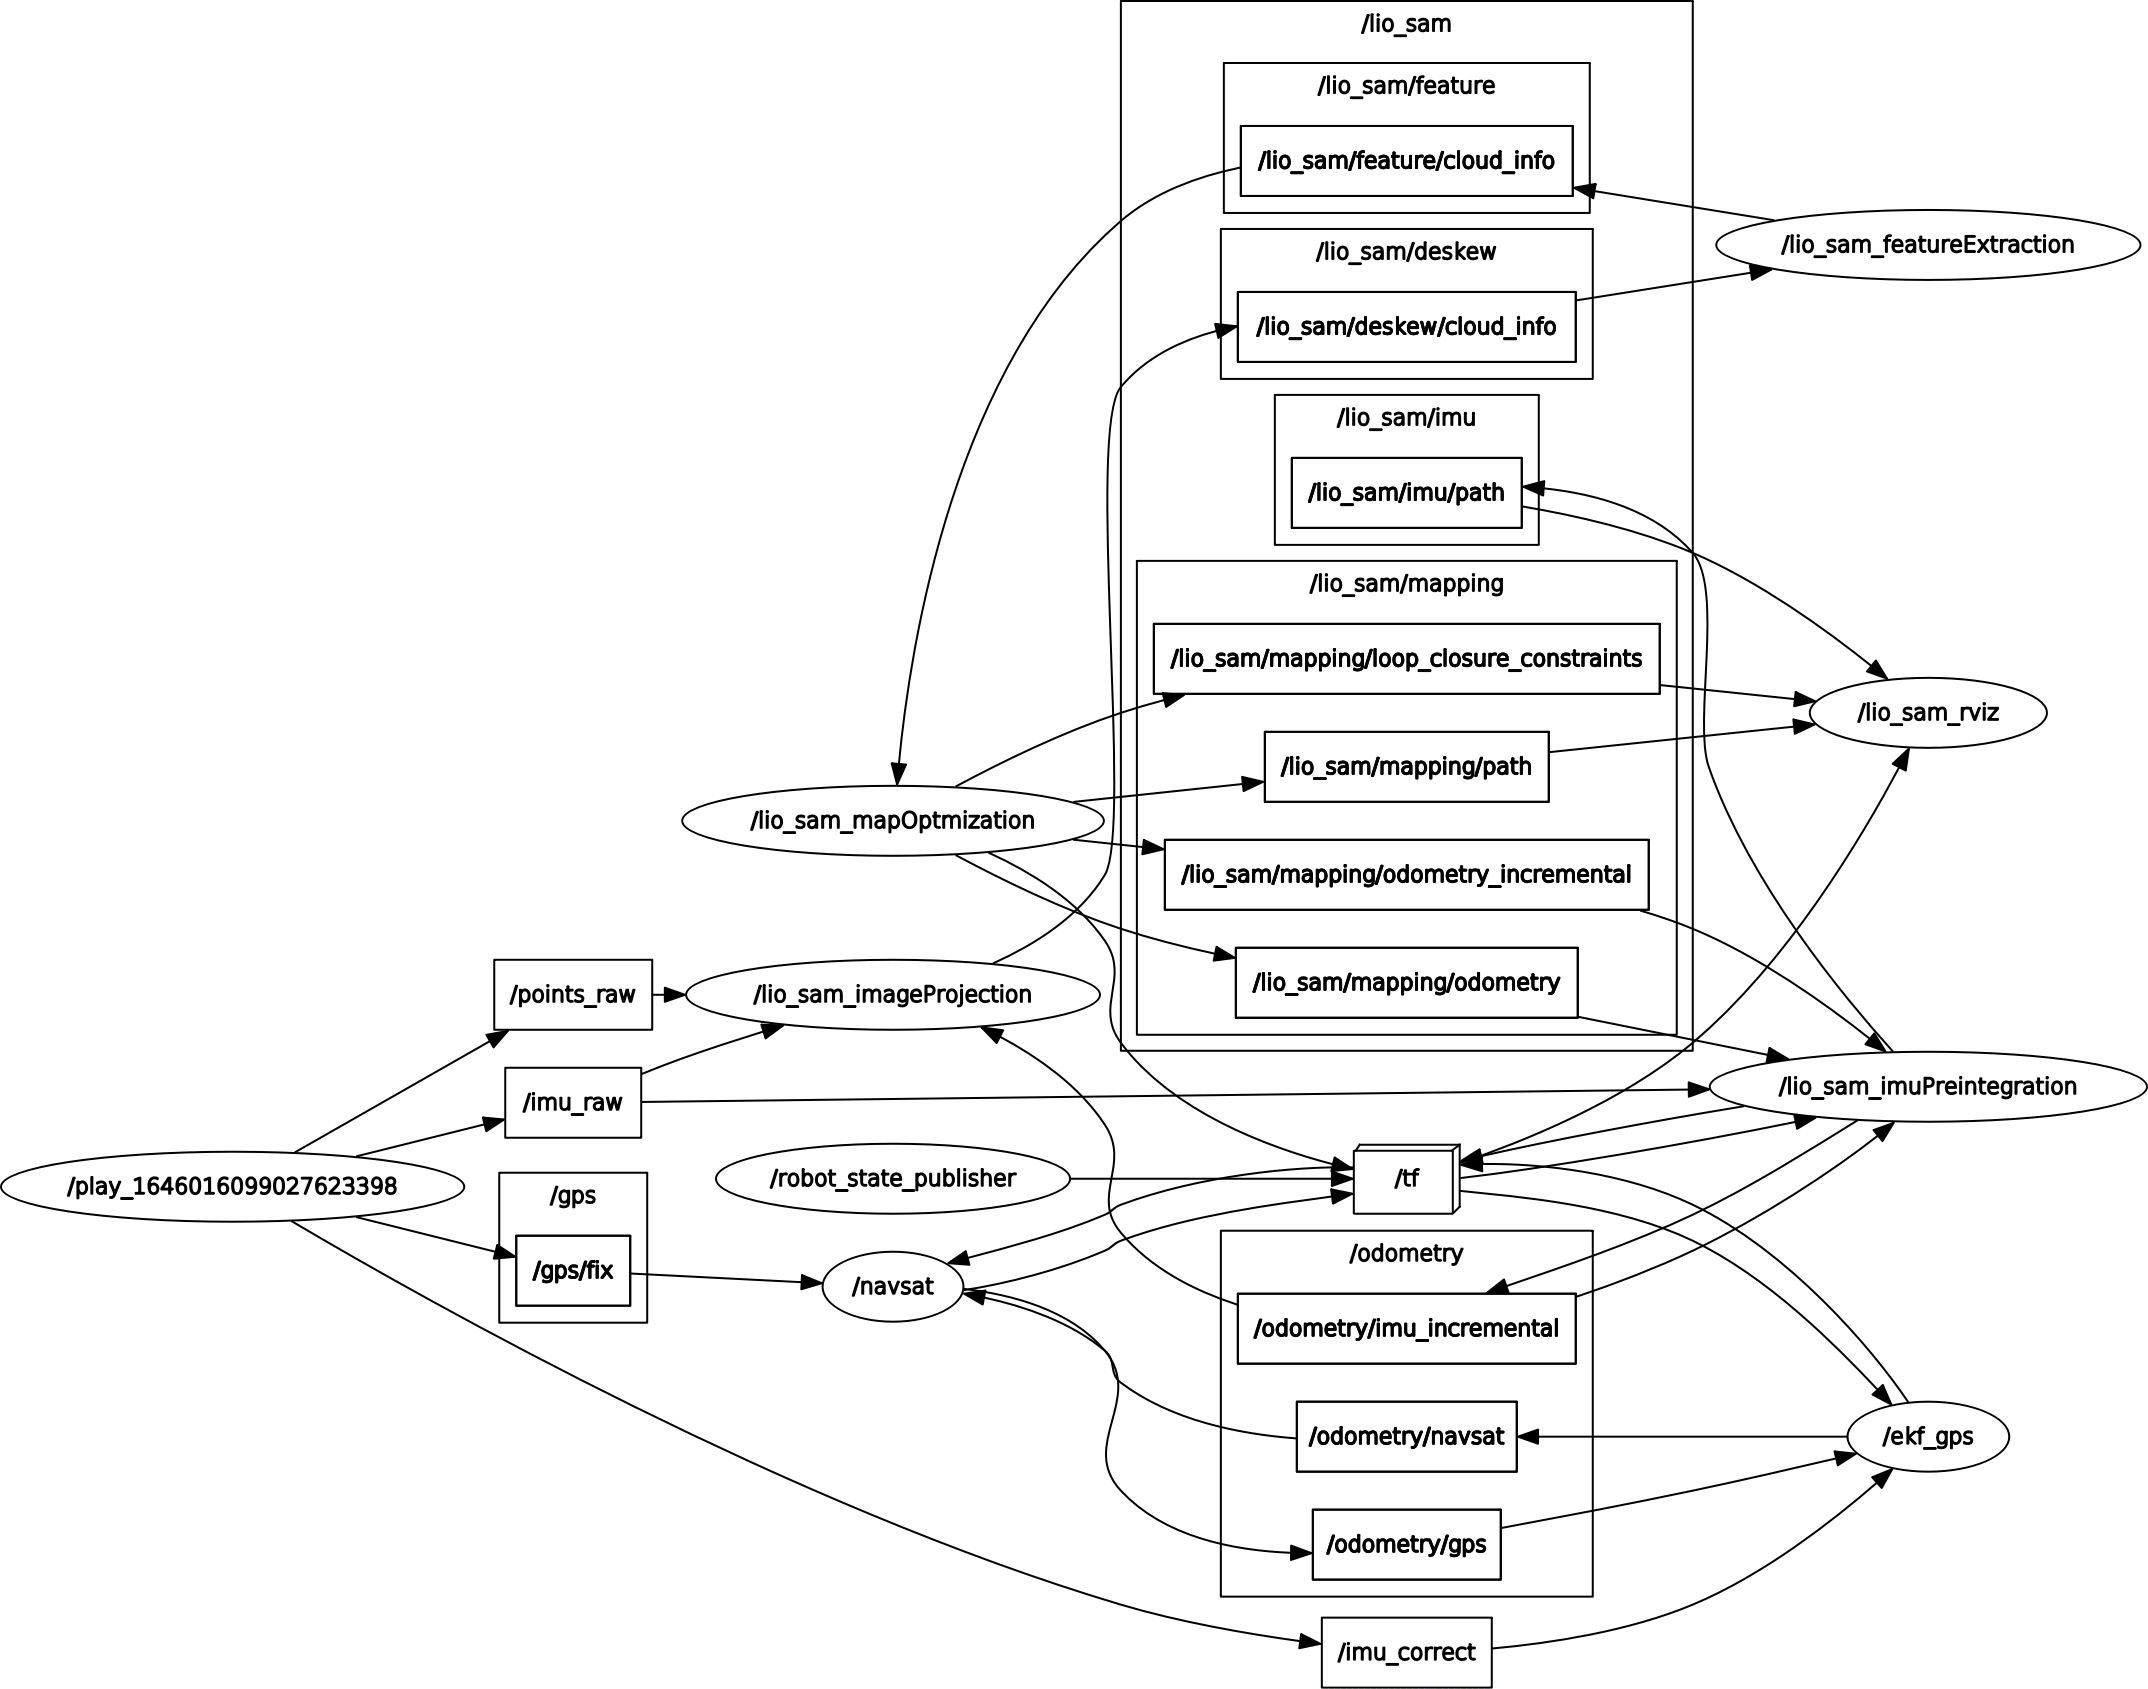 /lio_sam
/lio_sam/feature
/lio_sam/feature/cloud_info
/lio_sam_featureExtraction
/lio_sam/deskew
/lio_sam/deskew/cloud_info
/lio_sam/imu
/lio_sam/imu/path
/lio_sam/mapping
/lio_sam/mapping/loop_closure_constraints
/lio_sam_rviz
/lio_sam/mapping/path
/lio_sam_mapOptmization
/lio_sam/mapping/odometry_incremental
/lio_sam/mapping/odometry
/points_raw
/lio_sam_imageProjection
/imu_raw
/lio_sam_imuPreintegration
/play_1646016099027623398
/gps
/robot_state_publisher
/tf
/gps/fix
/navsat
/odometry
/odometry/imu_incremental
/odometry/navsat
/ekf_gps
/odometry/gps
/imu_correct